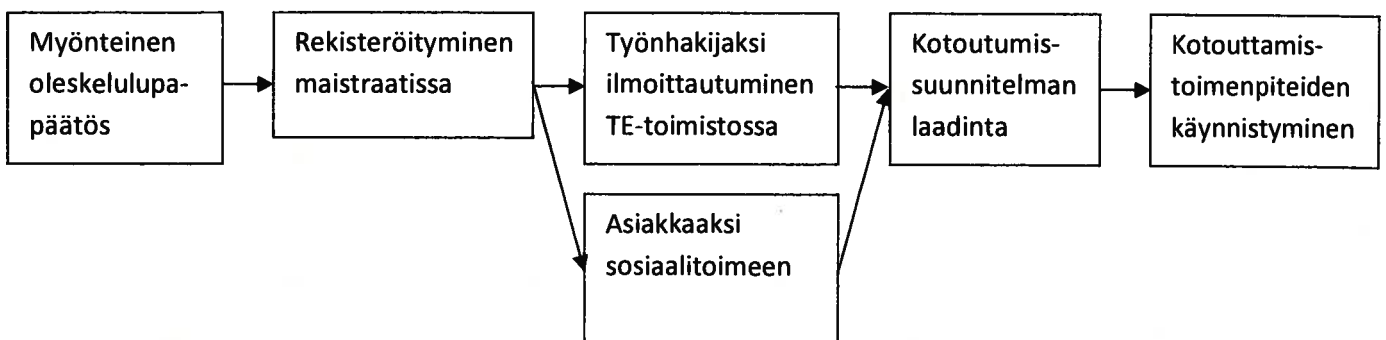 Myönteinen
oleskelulupa-
päätös
Rekisteröityminen
maistraatissa
Työnhakijaksi
ilmoittautuminen
TE-toimistossa
Asiakkaaksi
sosiaalitoimeen
Kotoutumis-
suunnitelman
laadinta
Kotouttamis-
toimenpiteiden
käynnistyminen